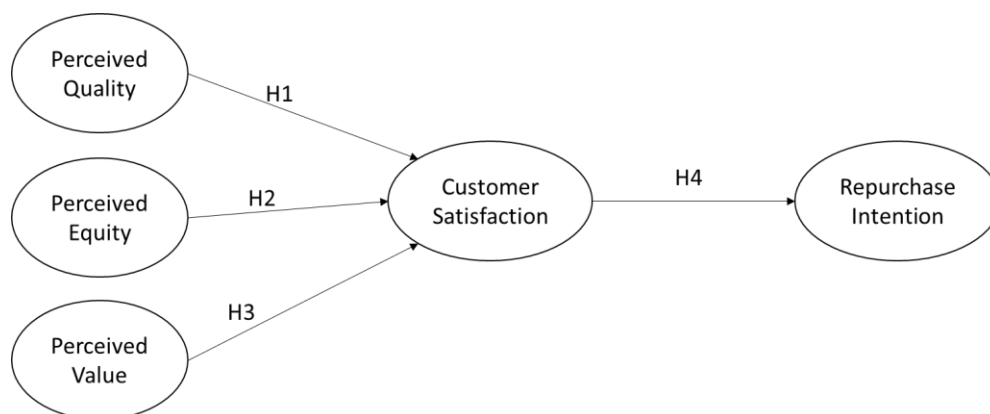 Perceived
Quality
H1
Perceived
Equity
H2
Customer
Satisfaction
H4
Repurchase
Intention
H3
Perceived
Value